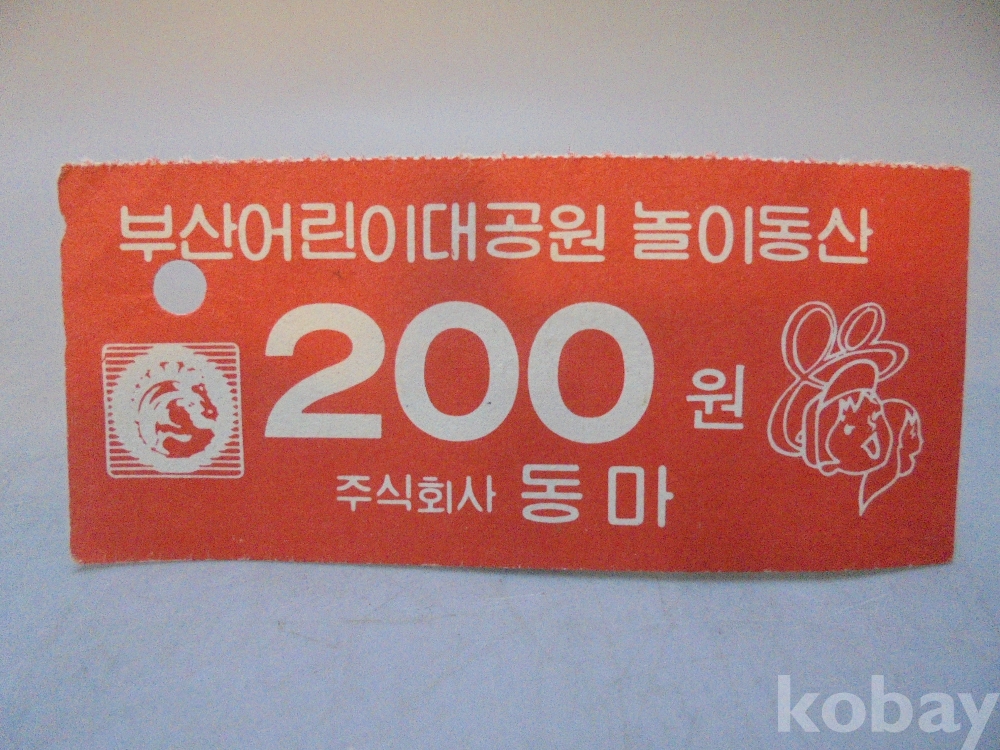 부산어린이대공원 놀이동산
200 원
주식회사 동마
kobay